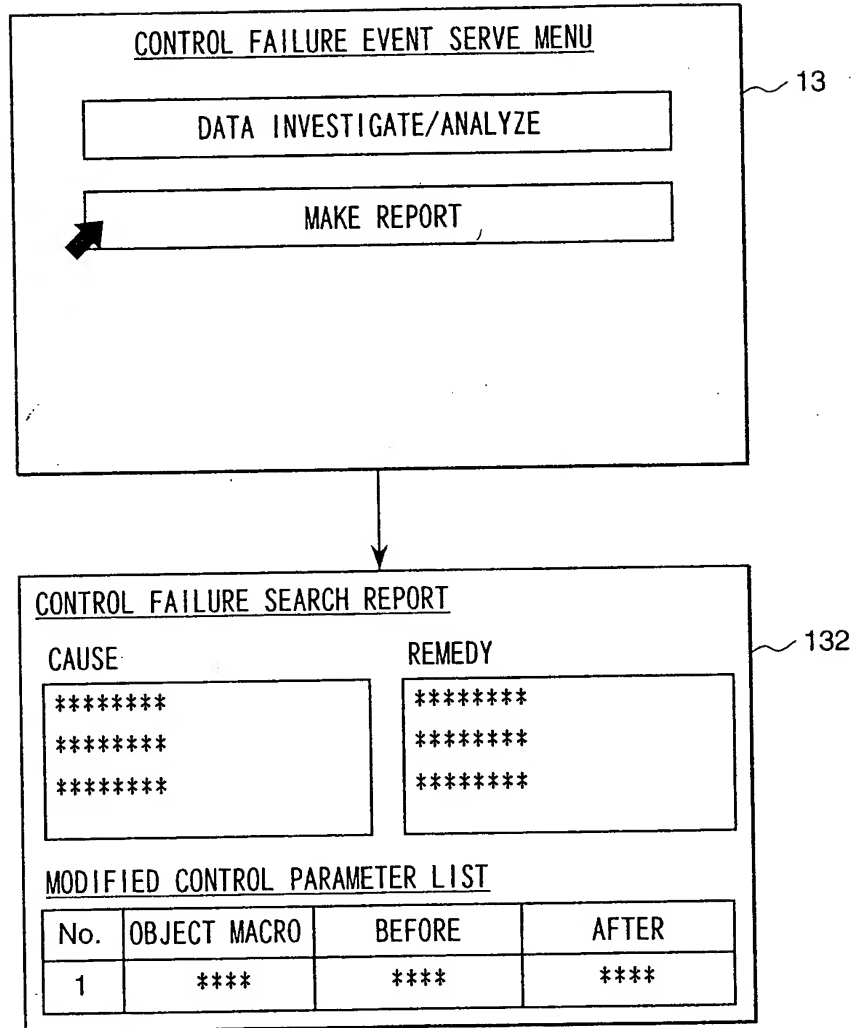 CONTROL FAILURE EVENT SERVE MENU
13
DATA INVESTIGATE/ANALYZE
MAKE REPORT
CONTROL FAILURE SEARCH REPORT
132
CAUSE REMEDY
******** ********
******** ********
******** ********
MODIFIED CONTROL PARAMETER LIST
No. OBJECT MACRO BEFORE AFTER
1 **** **** ****